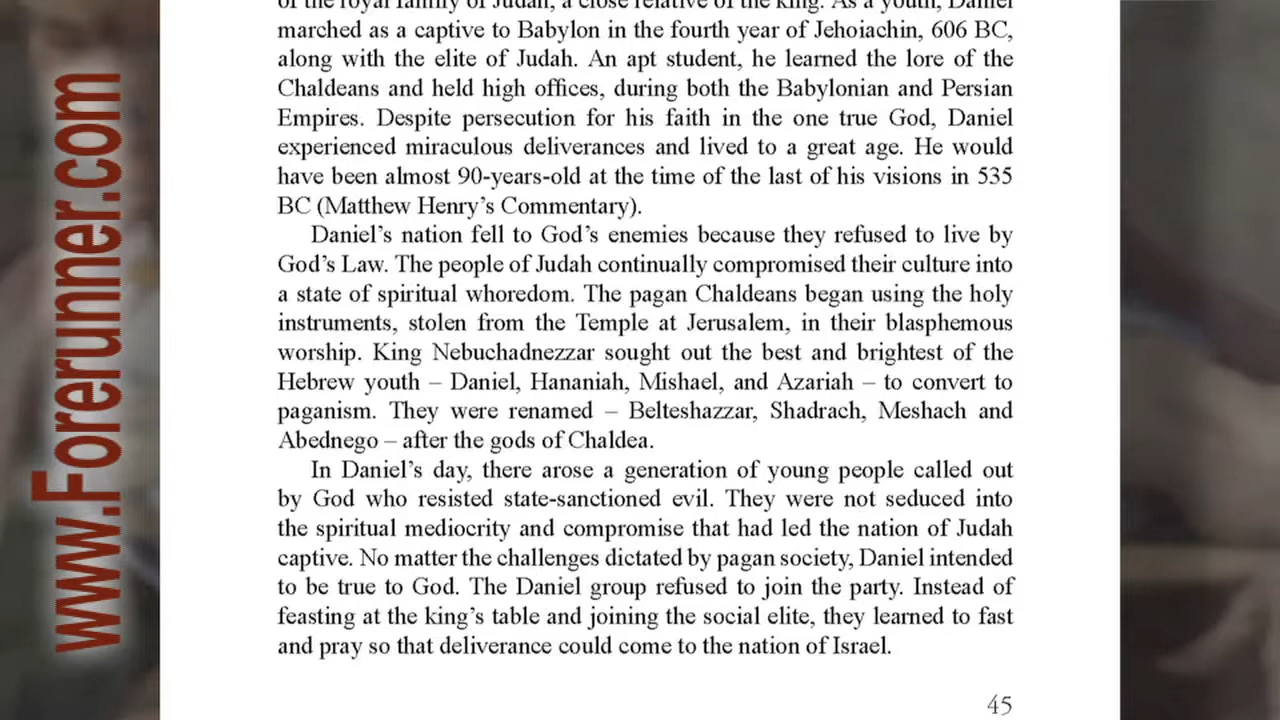 of the royal family of Judah, a close relative of the king. As a youth, Daniel
marched as a captive to Babylon in the fourth year of Jehoiachin, 606 BC,
along with the elite of Judah. An apt student, he learned the lore of the
Chaldeans and held high offices, during both the Babylonian and Persian
Empires. Despite persecution for his faith in the one true God, Daniel
experienced miraculous deliverances and lived to a great age. He would
have been almost 90-years-old at the time of the last of his visions in 535
BC (Matthew Henry’s Commentary).
Daniel’s nation fell to God’s enemies because they refused to live by
God’s Law. The people of Judah continually compromised their culture into
a state of spiritual whoredom. The pagan Chaldeans began using the holy
instruments, stolen from the Temple at Jerusalem, in their blasphemous
worship. King Nebuchadnezzar sought out the best and brightest of the
Hebrew youth – Daniel, Hananiah, Mishael, and Azariah – to convert to
paganism. They were renamed – Belteshazzar, Shadrach, Meshach and
Abednego – after the gods of Chaldea.
In Daniel’s day, there arose a generation of young people called out
by God who resisted state-sanctioned evil. They were not seduced into
the spiritual mediocrity and compromise that had led the nation of Judah
captive. No matter the challenges dictated by pagan society, Daniel intended
to be true to God. The Daniel group refused to join the party. Instead of
feasting at the king’s table and joining the social elite, they learned to fast
and pray so that deliverance could come to the nation of Israel.
45
www.Forerunner.com